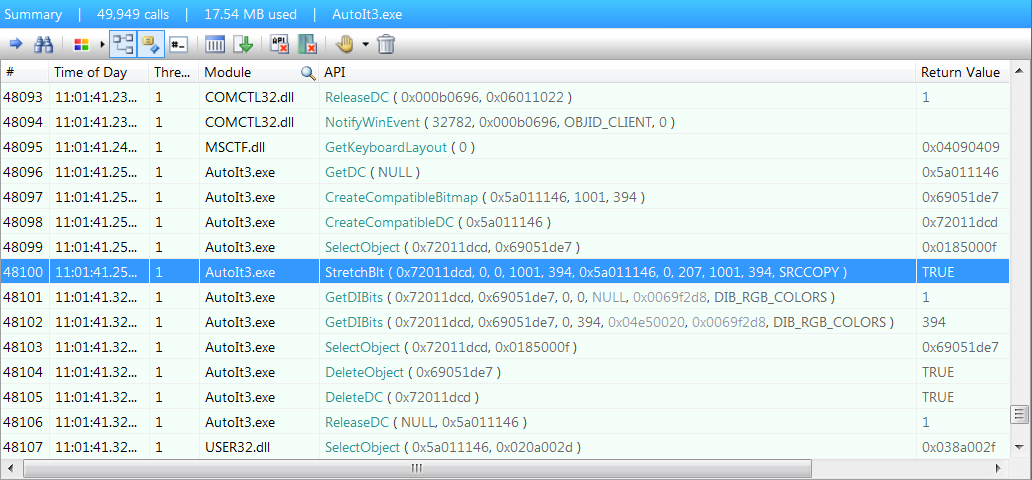 Summary | 49,949 calls | 17.54 MB used | AutoIt3.exe
# Time of Day Thre... Module API Return Value
48093 11:01:41.23... 1 COMCTL32.dll ReleaseDC ( 0x000b0696, 0x06011022 ) 1
48094 11:01:41.23... 1 COMCTL32.dll NotifyWinEvent ( 32782, 0x000b0696, OBJID_CLIENT, 0 )
48095 11:01:41.24... 1 MSCTF.dll GetKeyboardLayout ( 0 ) 0x04090409
48096 11:01:41.25... 1 AutoIt3.exe GetDC ( NULL ) 0x5a011146
48097 11:01:41.25... 1 AutoIt3.exe CreateCompatibleBitmap ( 0x5a011146, 1001, 394 ) 0x69051de7
48098 11:01:41.25... 1 AutoIt3.exe CreateCompatibleDC ( 0x5a011146 ) 0x72011dcd
48099 11:01:41.25... 1 AutoIt3.exe SelectObject ( 0x72011dcd, 0x69051de7 ) 0x0185000f
48100 11:01:41.25... 1 AutoIt3.exe StretchBlt ( 0x72011dcd, 0, 0, 1001, 394, 0x5a011146, 0, 207, 1001, 394, SRCCOPY ) TRUE
48101 11:01:41.32... 1 AutoIt3.exe GetDIBits ( 0x72011dcd, 0x69051de7, 0, 0, NULL, 0x0069f2d8, DIB_RGB_COLORS ) 1
48102 11:01:41.32... 1 AutoIt3.exe GetDIBits ( 0x72011dcd, 0x69051de7, 0, 394, 0x04e50020, 0x0069f2d8, DIB_RGB_COLORS ) 394
48103 11:01:41.32... 1 AutoIt3.exe SelectObject ( 0x72011dcd, 0x0185000f ) 0x69051de7
48104 11:01:41.32... 1 AutoIt3.exe DeleteObject ( 0x69051de7 ) TRUE
48105 11:01:41.32... 1 AutoIt3.exe DeleteDC ( 0x72011dcd ) TRUE
48106 11:01:41.32... 1 AutoIt3.exe ReleaseDC ( NULL, 0x5a011146 ) 1
48107 11:01:41.32... 1 USER32.dll SelectObject ( 0x5a011146, 0x020a002d ) 0x038a002f